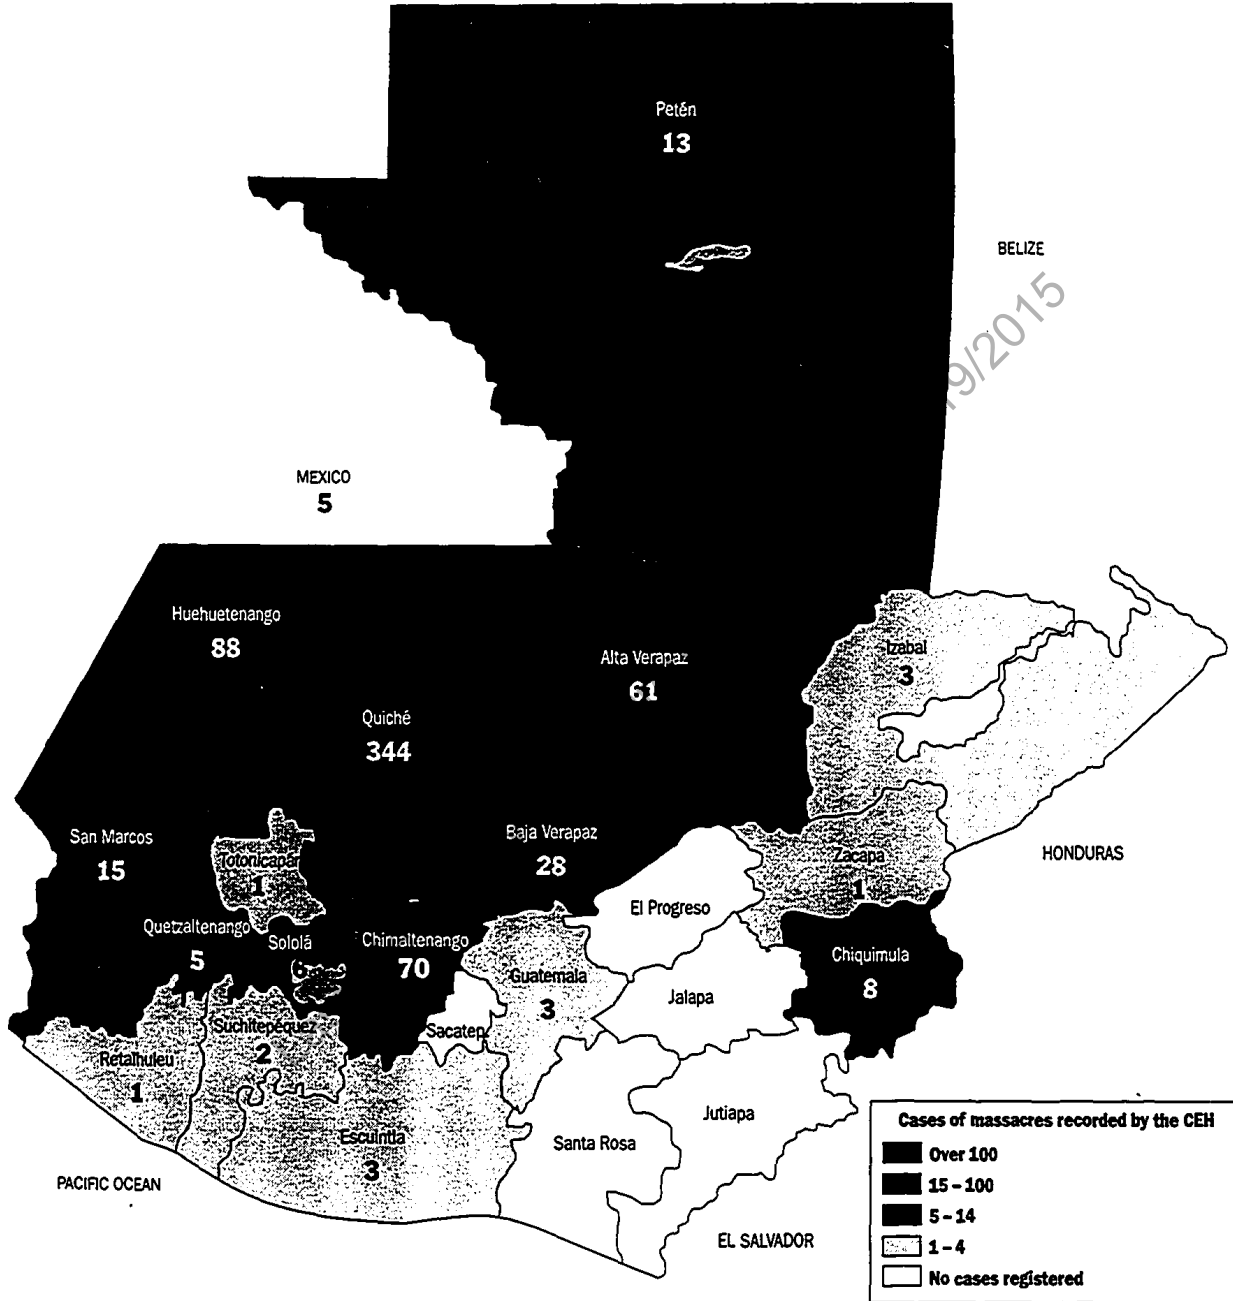 Petén
13
BELIZE
9/2015
MEXICO
5
Huehuetenango
88
Alta Verapaz
61
Izabal
3
Quiché
344
San Marcos
15
Totonicapá
1
Baja Verapaz
28
Zacapa
1
HONDURAS
El Progreso
Quetzaltenango
5
Sololá
6
Chimaltenango
70
Guatemala
3
Jalapa
Chiquimula
8
Sacatep
Suchitepéquez
2
Retalhuleu
1
Escuintla
3
Santa Rosa
Jutiapa
PACIFIC OCEAN
EL SALVADOR
Cases of massacres recorded by the CEH
Over 100
15 – 100
5 – 14
1 – 4
No cases registered